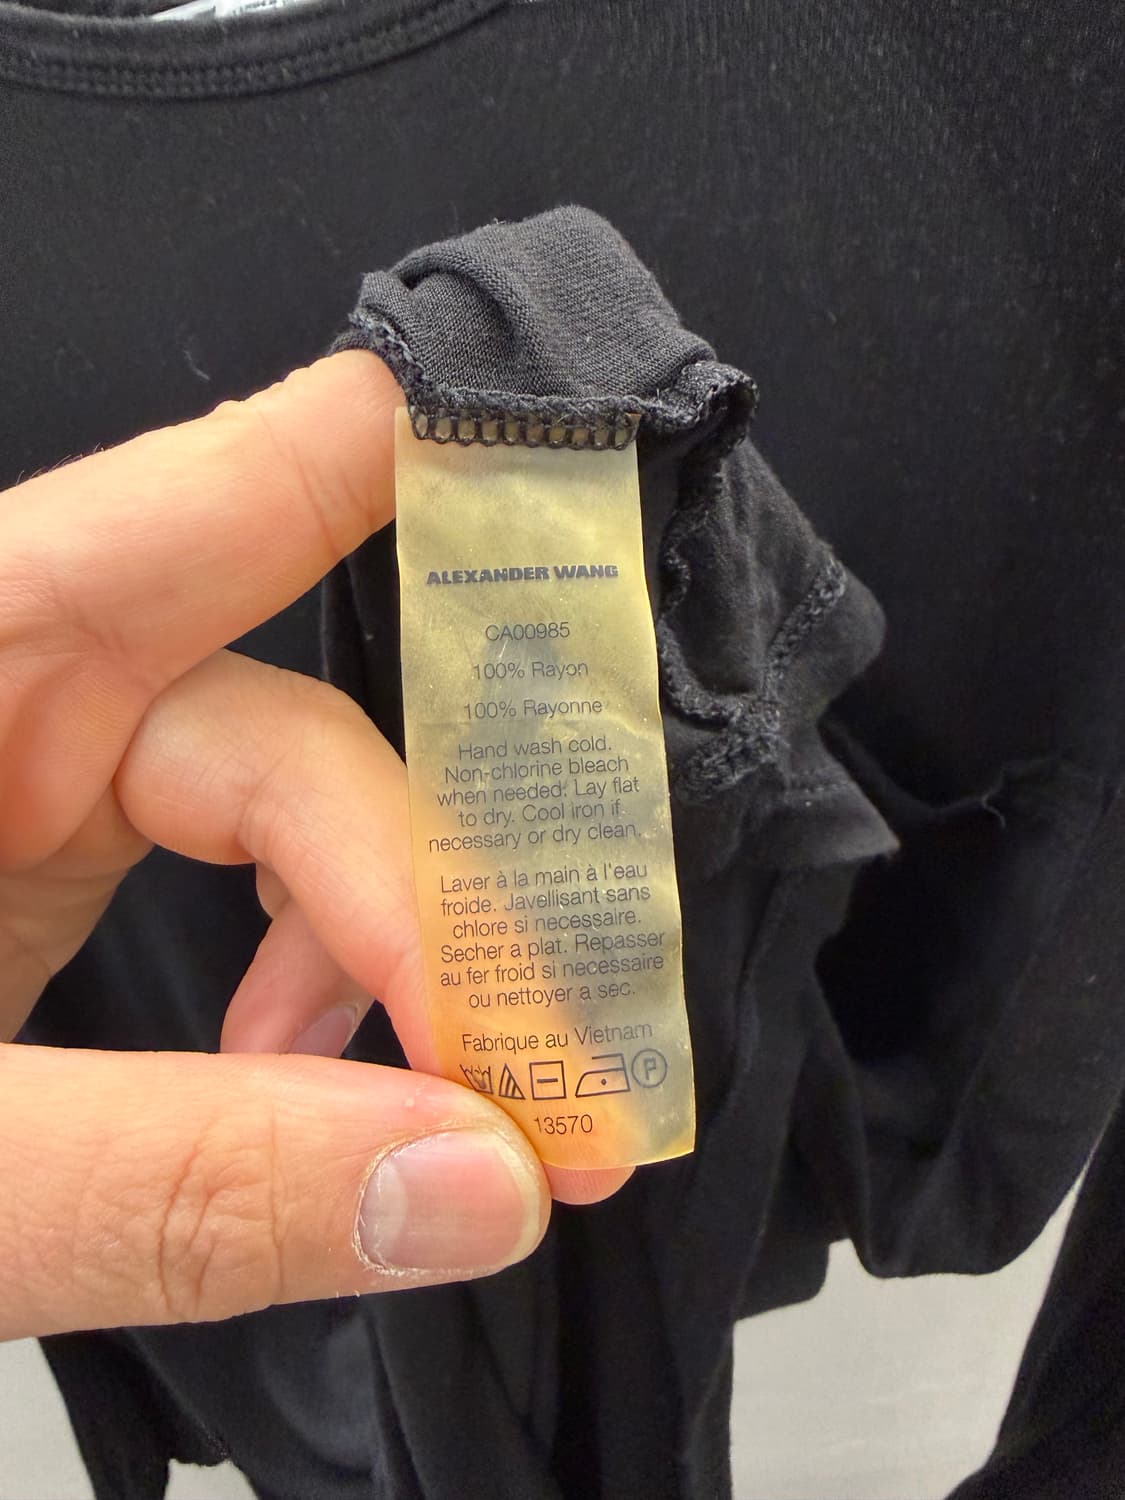 ALEXANDER WANG
CA00985
100% Rayon
100% Rayonne
Hand wash cold.
Non-chlorine bleach
when needed. Lay flat
to dry. Cool iron if
necessary or dry clean.
Laver à la main à l'eau
froide. Javellisant sans
chlore si necessaire.
Secher a plat. Repasser
au fer froid si necessaire
ou nettoyer a sec.
Fabrique au Vietnam
P
13570